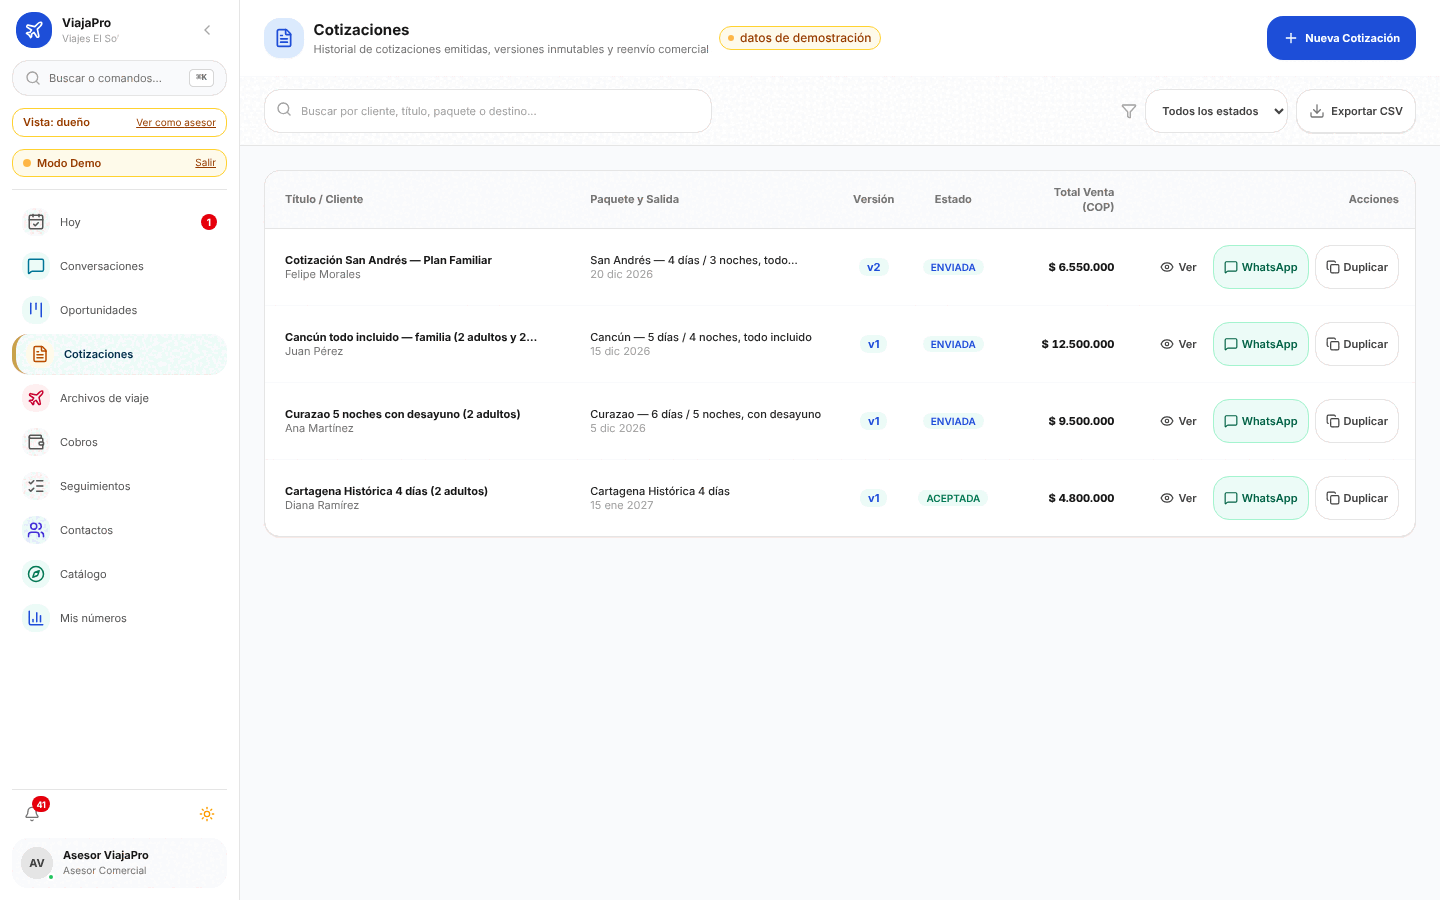 ViajaPro
Viajes El So
Buscar o comandos...
⌘K
Vista: dueño
Ver como asesor
Modo Demo
Salir
Hoy
1
Conversaciones
Oportunidades
Cotizaciones
Archivos de viaje
Cobros
Seguimientos
Contactos
Catálogo
Mis números
41
AV
Asesor ViajaPro
Asesor Comercial
Cotizaciones
Historial de cotizaciones emitidas, versiones inmutables y reenvío comercial
datos de demostración
Nueva Cotización
Buscar por cliente, título, paquete o destino...
Todos los estados
Exportar CSV
Título / Cliente
Paquete y Salida
Versión
Estado
Total Venta
(COP)
Acciones
Cotización San Andrés — Plan Familiar
Felipe Morales
San Andrés — 4 días / 3 noches, todo...
20 dic 2026
v2
ENVIADA
$ 6.550.000
Ver
WhatsApp
Duplicar
Cancún todo incluido — familia (2 adultos y 2...
Juan Pérez
Cancún — 5 días / 4 noches, todo incluido
15 dic 2026
v1
ENVIADA
$ 12.500.000
Ver
WhatsApp
Duplicar
Curazao 5 noches con desayuno (2 adultos)
Ana Martínez
Curazao — 6 días / 5 noches, con desayuno
5 dic 2026
v1
ENVIADA
$ 9.500.000
Ver
WhatsApp
Duplicar
Cartagena Histórica 4 días (2 adultos)
Diana Ramírez
Cartagena Histórica 4 días
15 ene 2027
v1
ACEPTADA
$ 4.800.000
Ver
WhatsApp
Duplicar